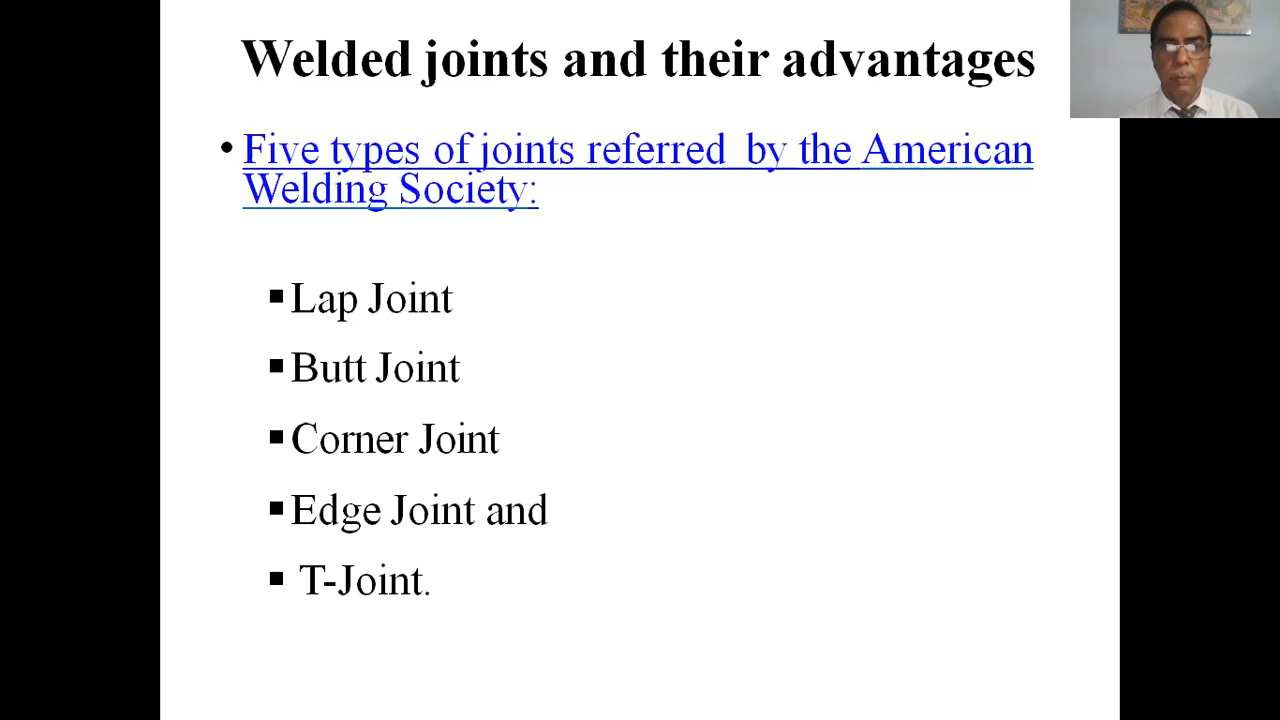 Welded joints and their advantages
• Five types of joints referred by the American
Welding Society:
▪ Lap Joint
▪ Butt Joint
▪ Corner Joint
▪ Edge Joint and
▪ T-Joint.